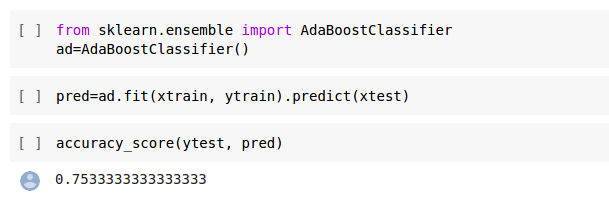 [ ] from sklearn.ensemble import AdaBoostClassifier
ad=AdaBoostClassifier()
[ ] pred=ad.fit(xtrain, ytrain).predict(xtest)
[ ] accuracy_score(ytest, pred)
0.7533333333333333